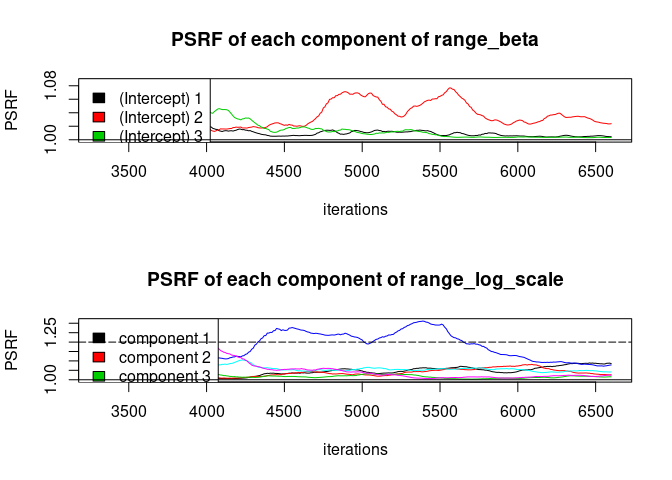 PSRF of each component of range_beta
PSRF
1.00
1.08
(Intercept) 1
(Intercept) 2
(Intercept) 3
3500 4000 4500 5000 5500 6000 6500
iterations
PSRF of each component of range_log_scale
PSRF
1.00
1.25
component 1
component 2
component 3
3500 4000 4500 5000 5500 6000 6500
iterations